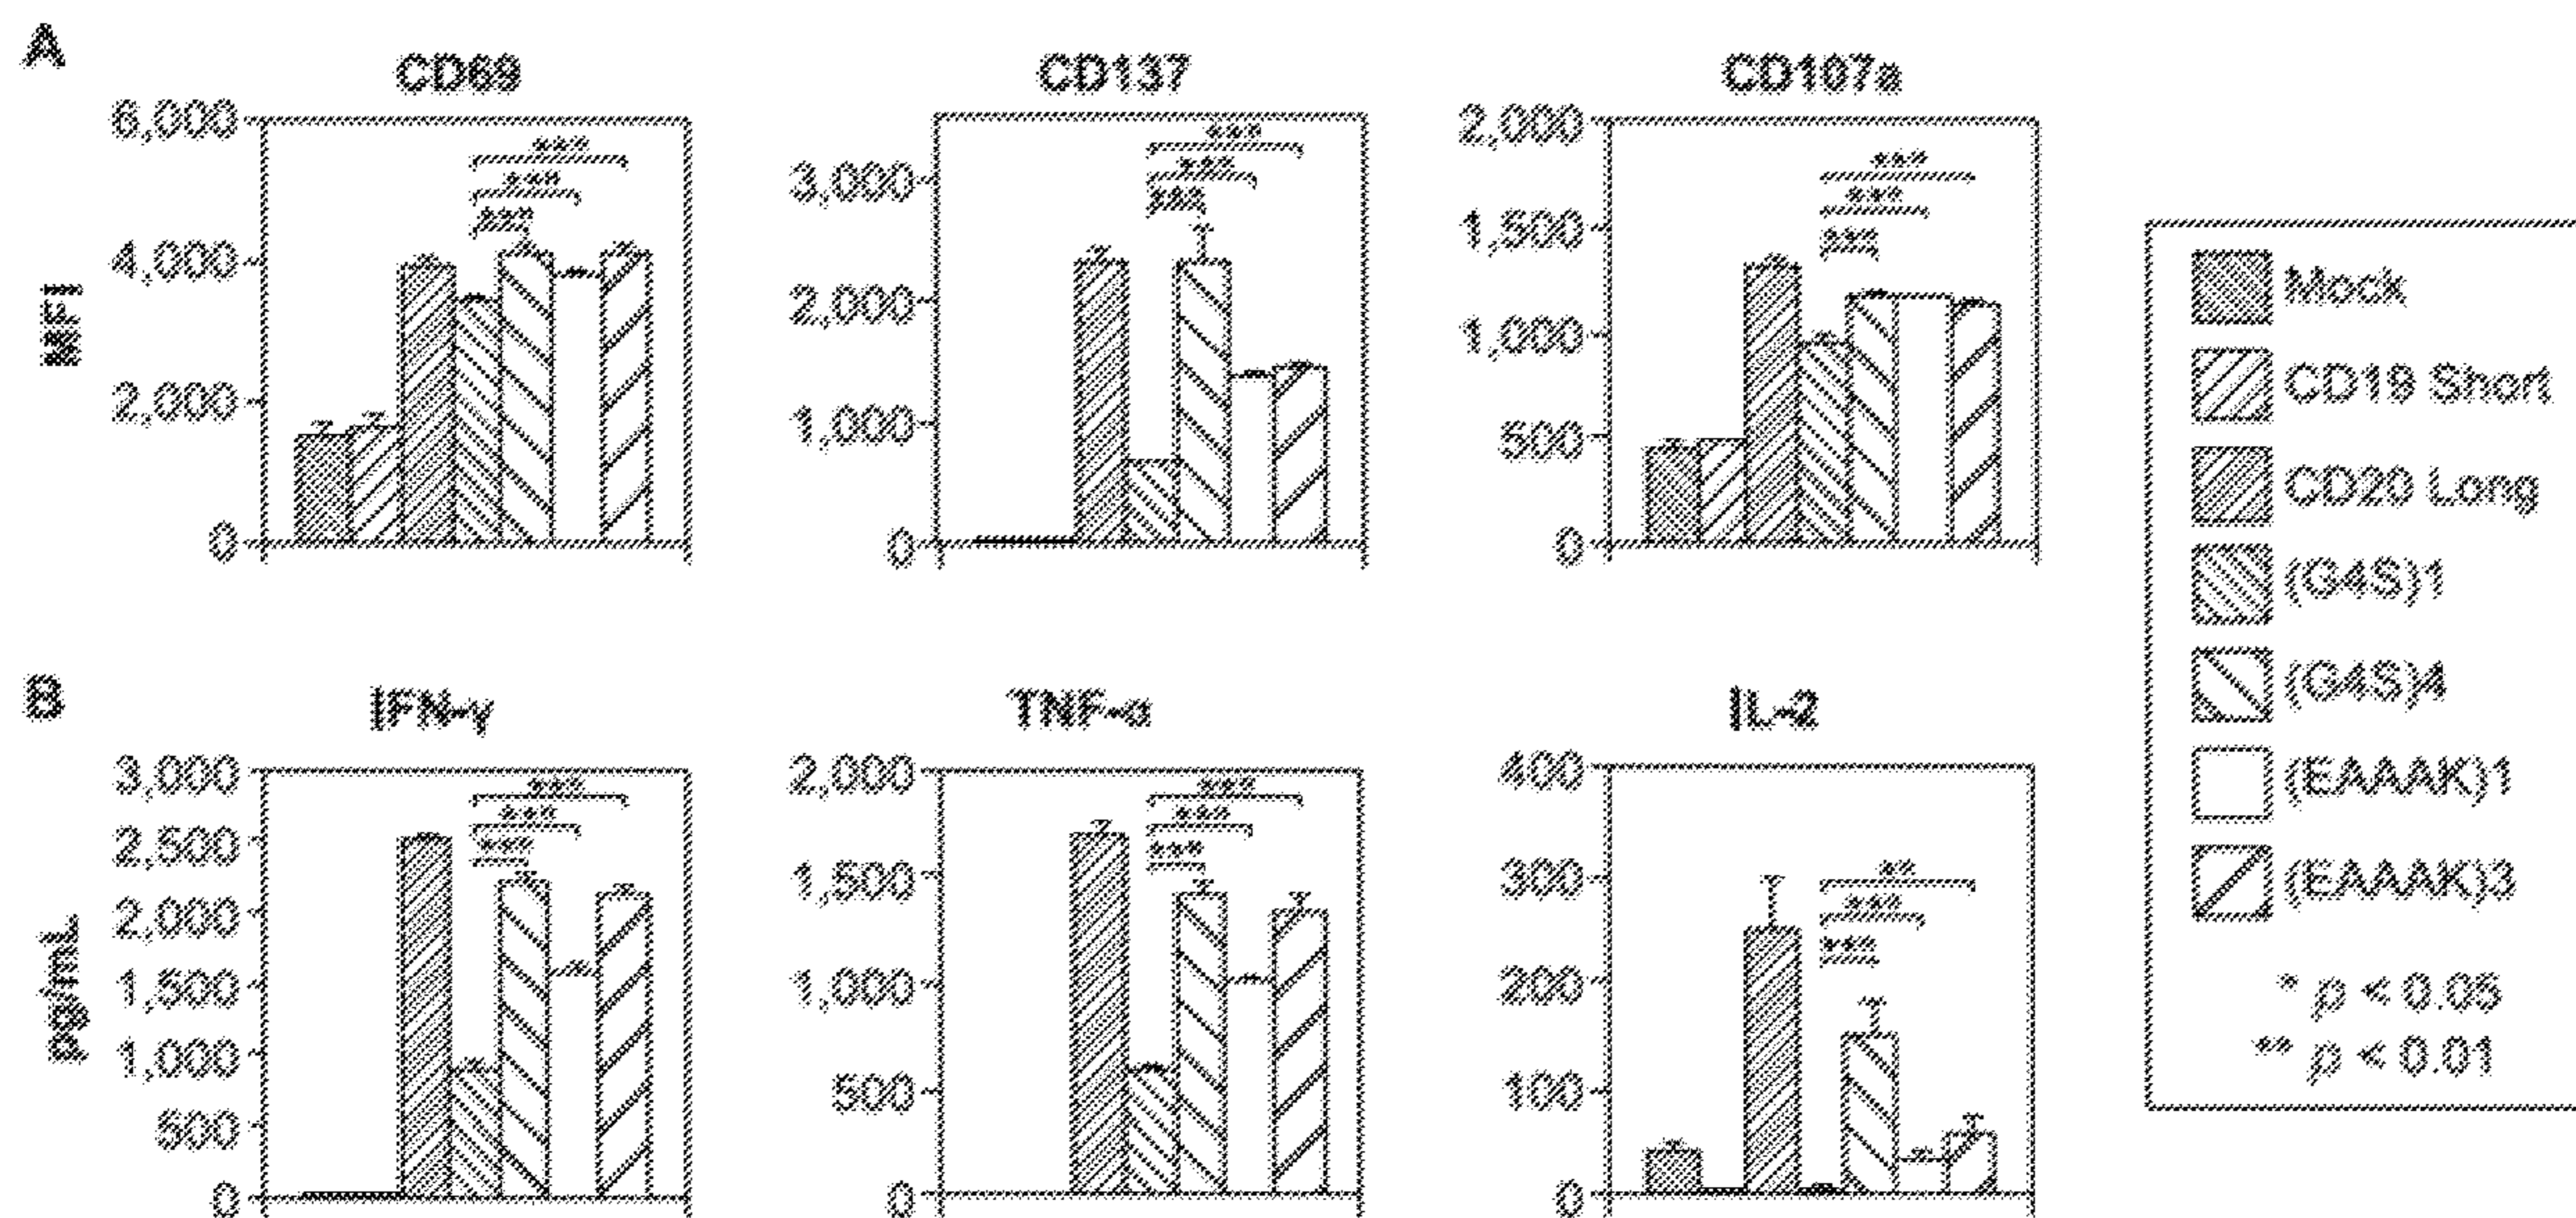 A
CD69
CD137
CD107a
MFI
6,000
4,000
2,000
0
***
***
***
3,000
2,000
1,000
0
***
***
***
2,000
1,500
1,000
500
0
***
***
***
B
IFN-γ
TNF-α
IL-2
pg/mL
3,000
2,500
2,000
1,500
1,000
500
0
***
***
***
2,000
1,500
1,000
500
0
***
***
***
400
300
200
100
0
**
***
***
Mock
CD19 Short
CD20 Long
(G4S)1
(G4S)4
(EAAAK)1
(EAAAK)3
* p < 0.05
** p < 0.01